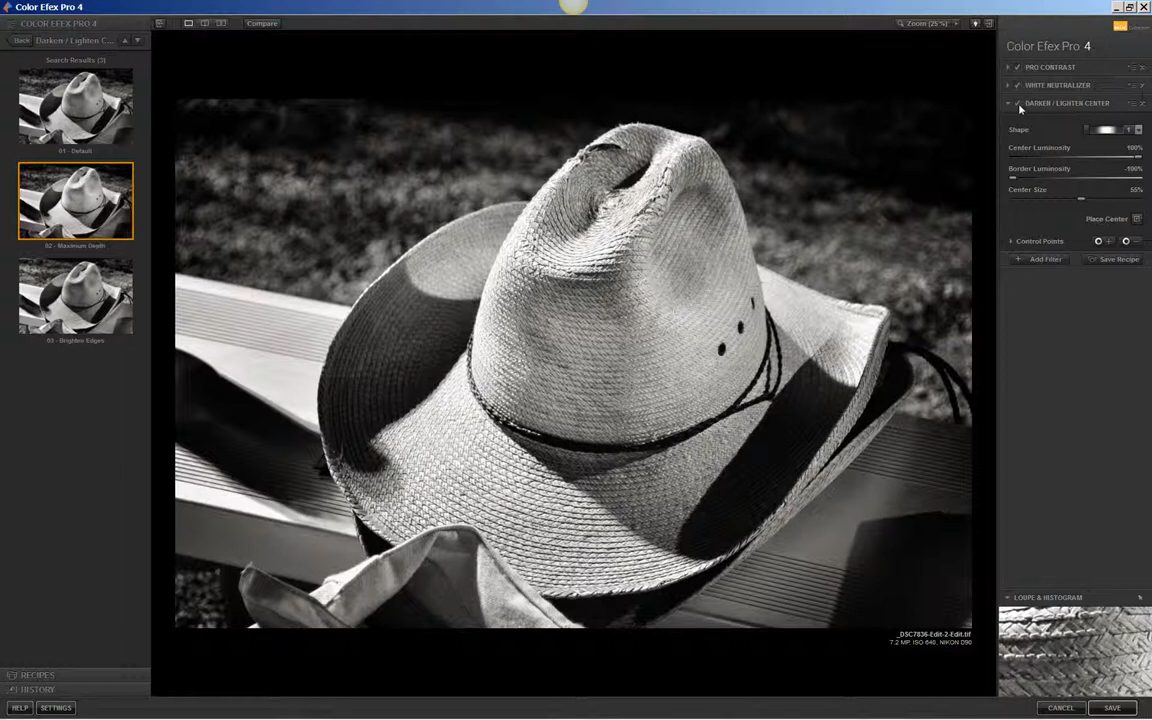 Color Efex Pro 4
COLOR EFEX PRO 4
Back
Darken / Lighten C...
Search Results (3)
01 - Default
02 - Maximum Depth
03 - Brighten Edges
RECIPES
HISTORY
HELP
SETTINGS
Compare
Zoom (25 %)
_DSC7836-Edit-2-Edit.tif
7.2 MP, ISO 640, NIKON D90
Color Efex Pro 4
PRO CONTRAST
WHITE NEUTRALIZER
DARKEN / LIGHTEN CENTER
Shape
1
Center Luminosity 100%
Border Luminosity -100%
Center Size 55%
Place Center
Control Points
Add Filter
Save Recipe
LOUPE & HISTOGRAM
CANCEL
SAVE